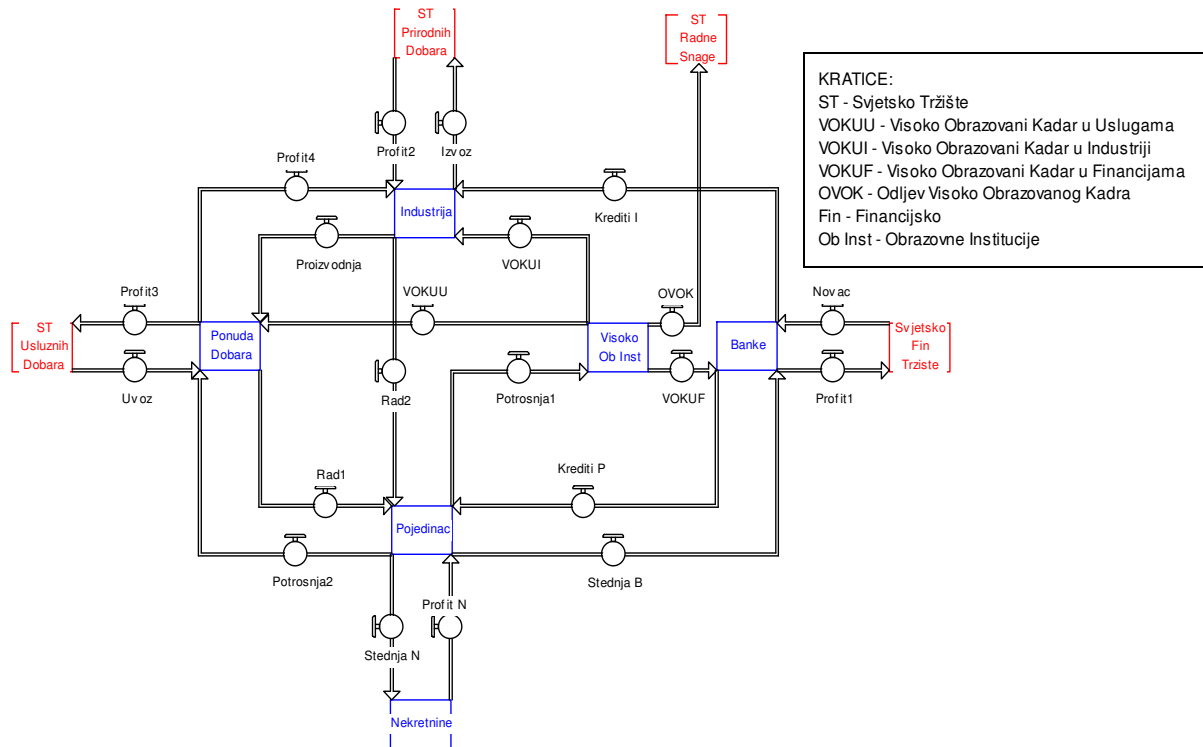 ST
Prirodnih
Dobara
ST
Radne
Snage
KRATICE:
ST - Svjetsko Tržište
VOKUU - Visoko Obrazovani Kadar u Uslugama
VOKUI - Visoko Obrazovani Kadar u Industriji
VOKUF - Visoko Obrazovani Kadar u Financijama
OVOK - Odljev Visoko Obrazovanog Kadra
Fin - Financijsko
Ob Inst - Obrazovne Institucije
Profit4
Profit2
Izvoz
Industrija
Krediti I
Proizvodnja
VOKUI
Profit3
VOKUU
OVOK
Novac
ST
Usluznih
Dobara
Ponuda
Dobara
Visoko
Ob Inst
Banke
Svjetsko
Fin
Trziste
Uvoz
Rad2
Potrosnja1
VOKUF
Profit1
Rad1
Krediti P
Pojedinac
Potrosnja2
Stednja B
Profit N
Stednja N
Nekretnine